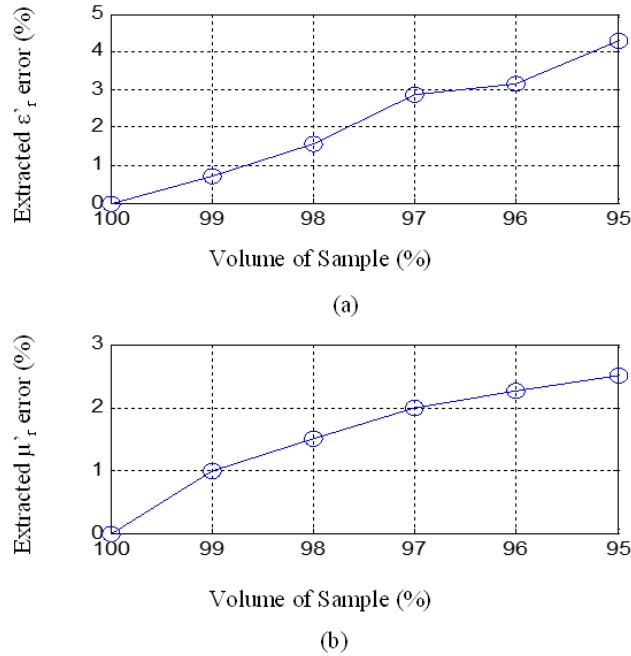 5
4
3
2
1
0
Extracted ε'r error (%)
100 99 98 97 96 95
Volume of Sample (%)
(a)
3
2
1
0
Extracted μ'r error (%)
100 99 98 97 96 95
Volume of Sample (%)
(b)